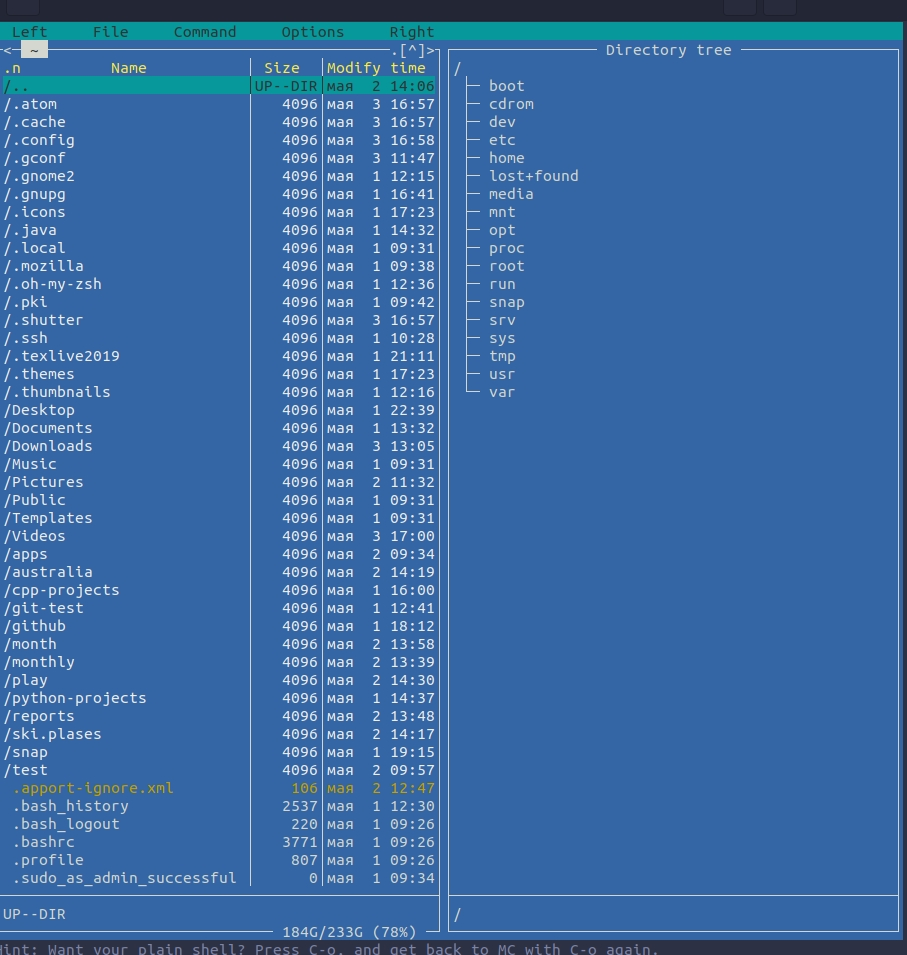 Left File Command Options Right
<- ~ .[^]>
.n Name Size Modify time
/.. UP--DIR мая 2 14:06
/.atom 4096 мая 3 16:57
/.cache 4096 мая 3 16:57
/.config 4096 мая 3 16:58
/.gconf 4096 мая 3 11:47
/.gnome2 4096 мая 1 12:15
/.gnupg 4096 мая 1 16:41
/.icons 4096 мая 1 17:23
/.java 4096 мая 1 14:32
/.local 4096 мая 1 09:31
/.mozilla 4096 мая 1 09:38
/.oh-my-zsh 4096 мая 1 12:36
/.pki 4096 мая 1 09:42
/.shutter 4096 мая 3 16:57
/.ssh 4096 мая 1 10:28
/.texlive2019 4096 мая 1 21:11
/.themes 4096 мая 1 17:23
/.thumbnails 4096 мая 1 12:16
/Desktop 4096 мая 1 22:39
/Documents 4096 мая 1 13:32
/Downloads 4096 мая 3 13:05
/Music 4096 мая 1 09:31
/Pictures 4096 мая 2 11:32
/Public 4096 мая 1 09:31
/Templates 4096 мая 1 09:31
/Videos 4096 мая 3 17:00
/apps 4096 мая 2 09:34
/australia 4096 мая 2 14:19
/cpp-projects 4096 мая 1 16:00
/git-test 4096 мая 1 12:41
/github 4096 мая 1 18:12
/month 4096 мая 2 13:58
/monthly 4096 мая 2 13:39
/play 4096 мая 2 14:30
/python-projects 4096 мая 1 14:37
/reports 4096 мая 2 13:48
/ski.plases 4096 мая 2 14:17
/snap 4096 мая 1 19:15
/test 4096 мая 2 09:57
.apport-ignore.xml 106 мая 2 12:47
.bash_history 2537 мая 1 12:30
.bash_logout 220 мая 1 09:26
.bashrc 3771 мая 1 09:26
.profile 807 мая 1 09:26
.sudo_as_admin_successful 0 мая 1 09:34
UP--DIR
184G/233G (78%)
Directory tree
/
boot
cdrom
dev
etc
home
lost+found
media
mnt
opt
proc
root
run
snap
srv
sys
tmp
usr
var
/
Hint: Want your plain shell? Press C-o, and get back to MC with C-o again.